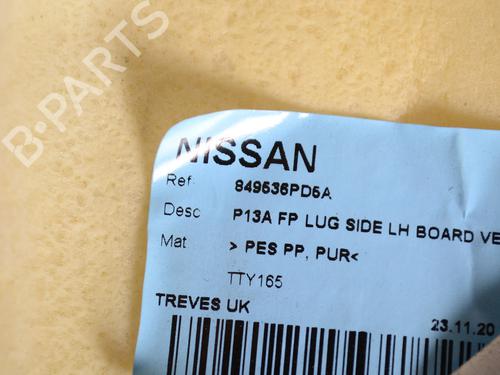 B-PARTS
NISSAN
Ref 849536PD5A
Desc P13A FP LUG SIDE LH BOARD VE
Mat > PES PP, PUR<
TTY165
TREVES UK
23.11.20